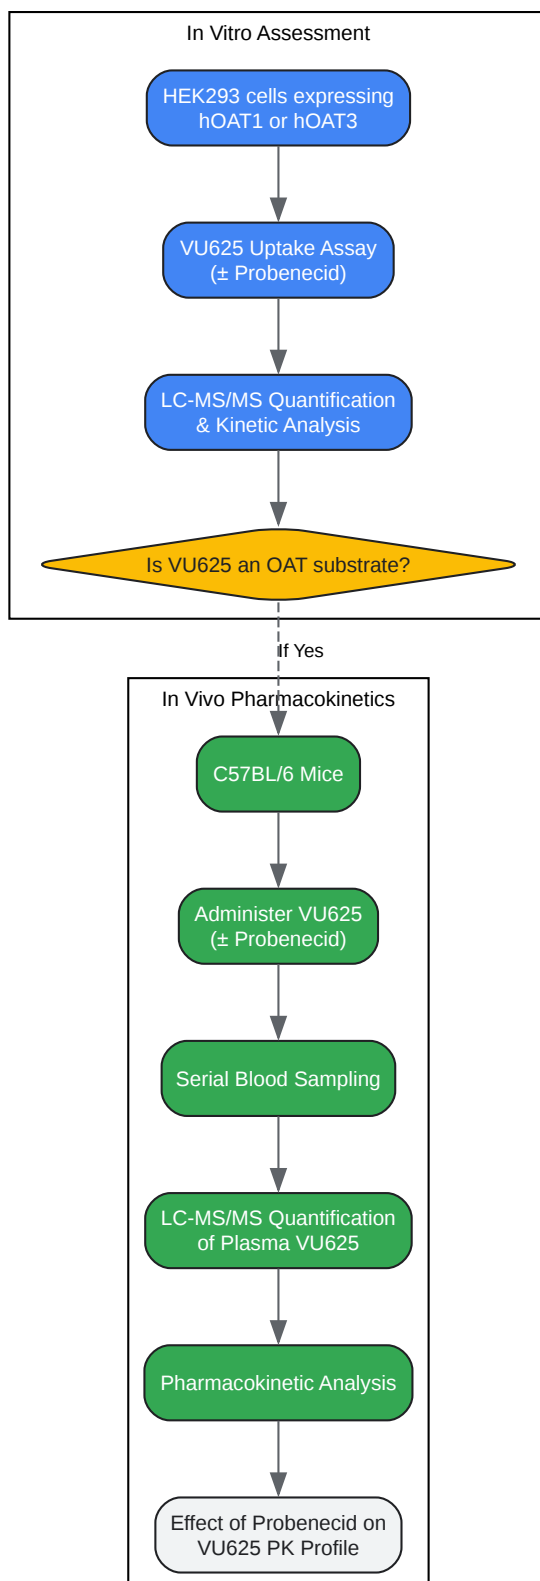 In Vitro Assessment
HEK293 cells expressing
hOAT1 or hOAT3
VU625 Uptake Assay
(± Probenecid)
LC-MS/MS Quantification
& Kinetic Analysis
Is VU625 an OAT substrate?
If Yes
In Vivo Pharmacokinetics
C57BL/6 Mice
Administer VU625
(± Probenecid)
Serial Blood Sampling
LC-MS/MS Quantification
of Plasma VU625
Pharmacokinetic Analysis
Effect of Probenecid on
VU625 PK Profile